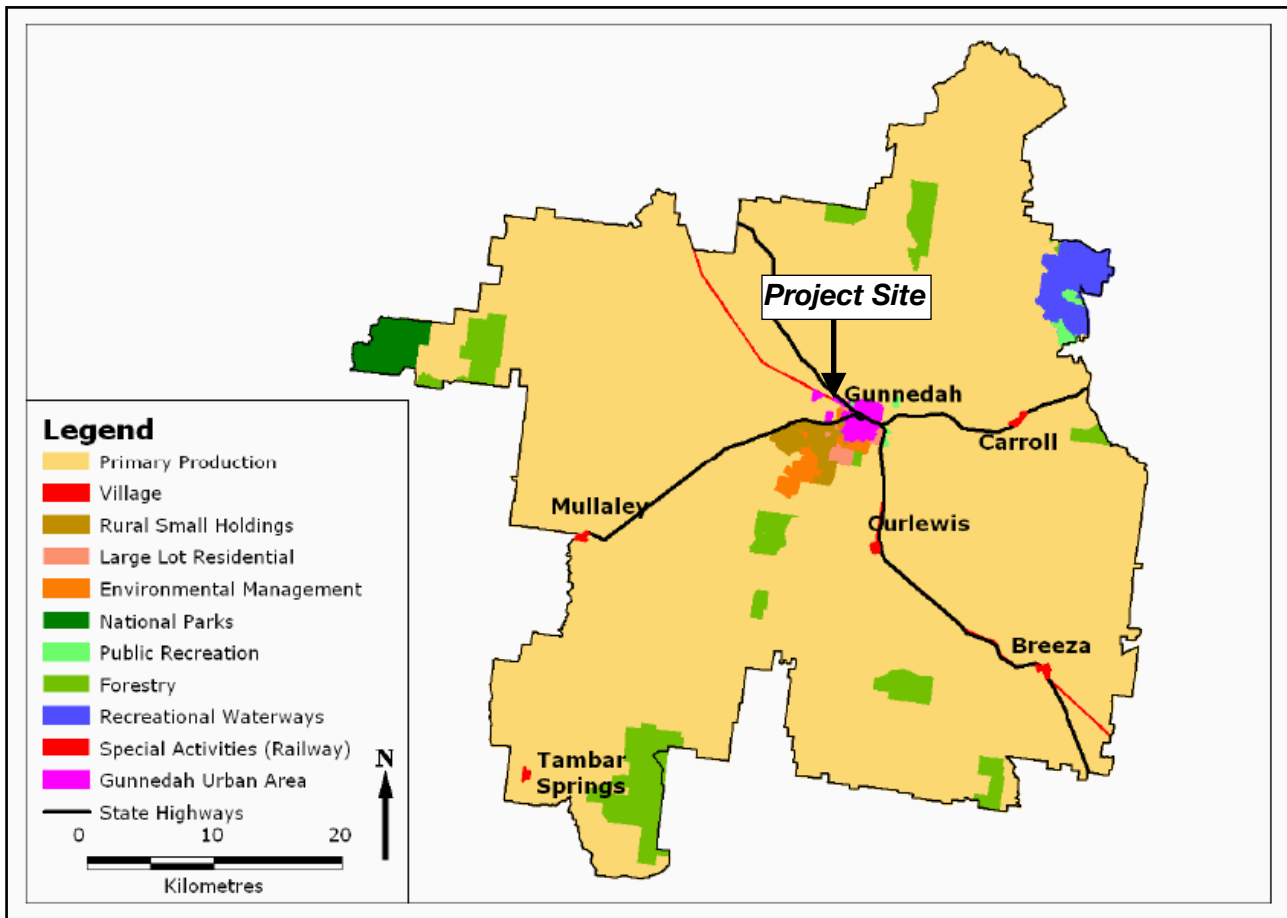 Project Site
Gunnedah
Carroll
Mullaley
Curlewis
Breeza
Tambar
Springs
Legend
Primary Production
Village
Rural Small Holdings
Large Lot Residential
Environmental Management
National Parks
Public Recreation
Forestry
Recreational Waterways
Special Activities (Railway)
Gunnedah Urban Area
State Highways
N
0 10 20
Kilometres